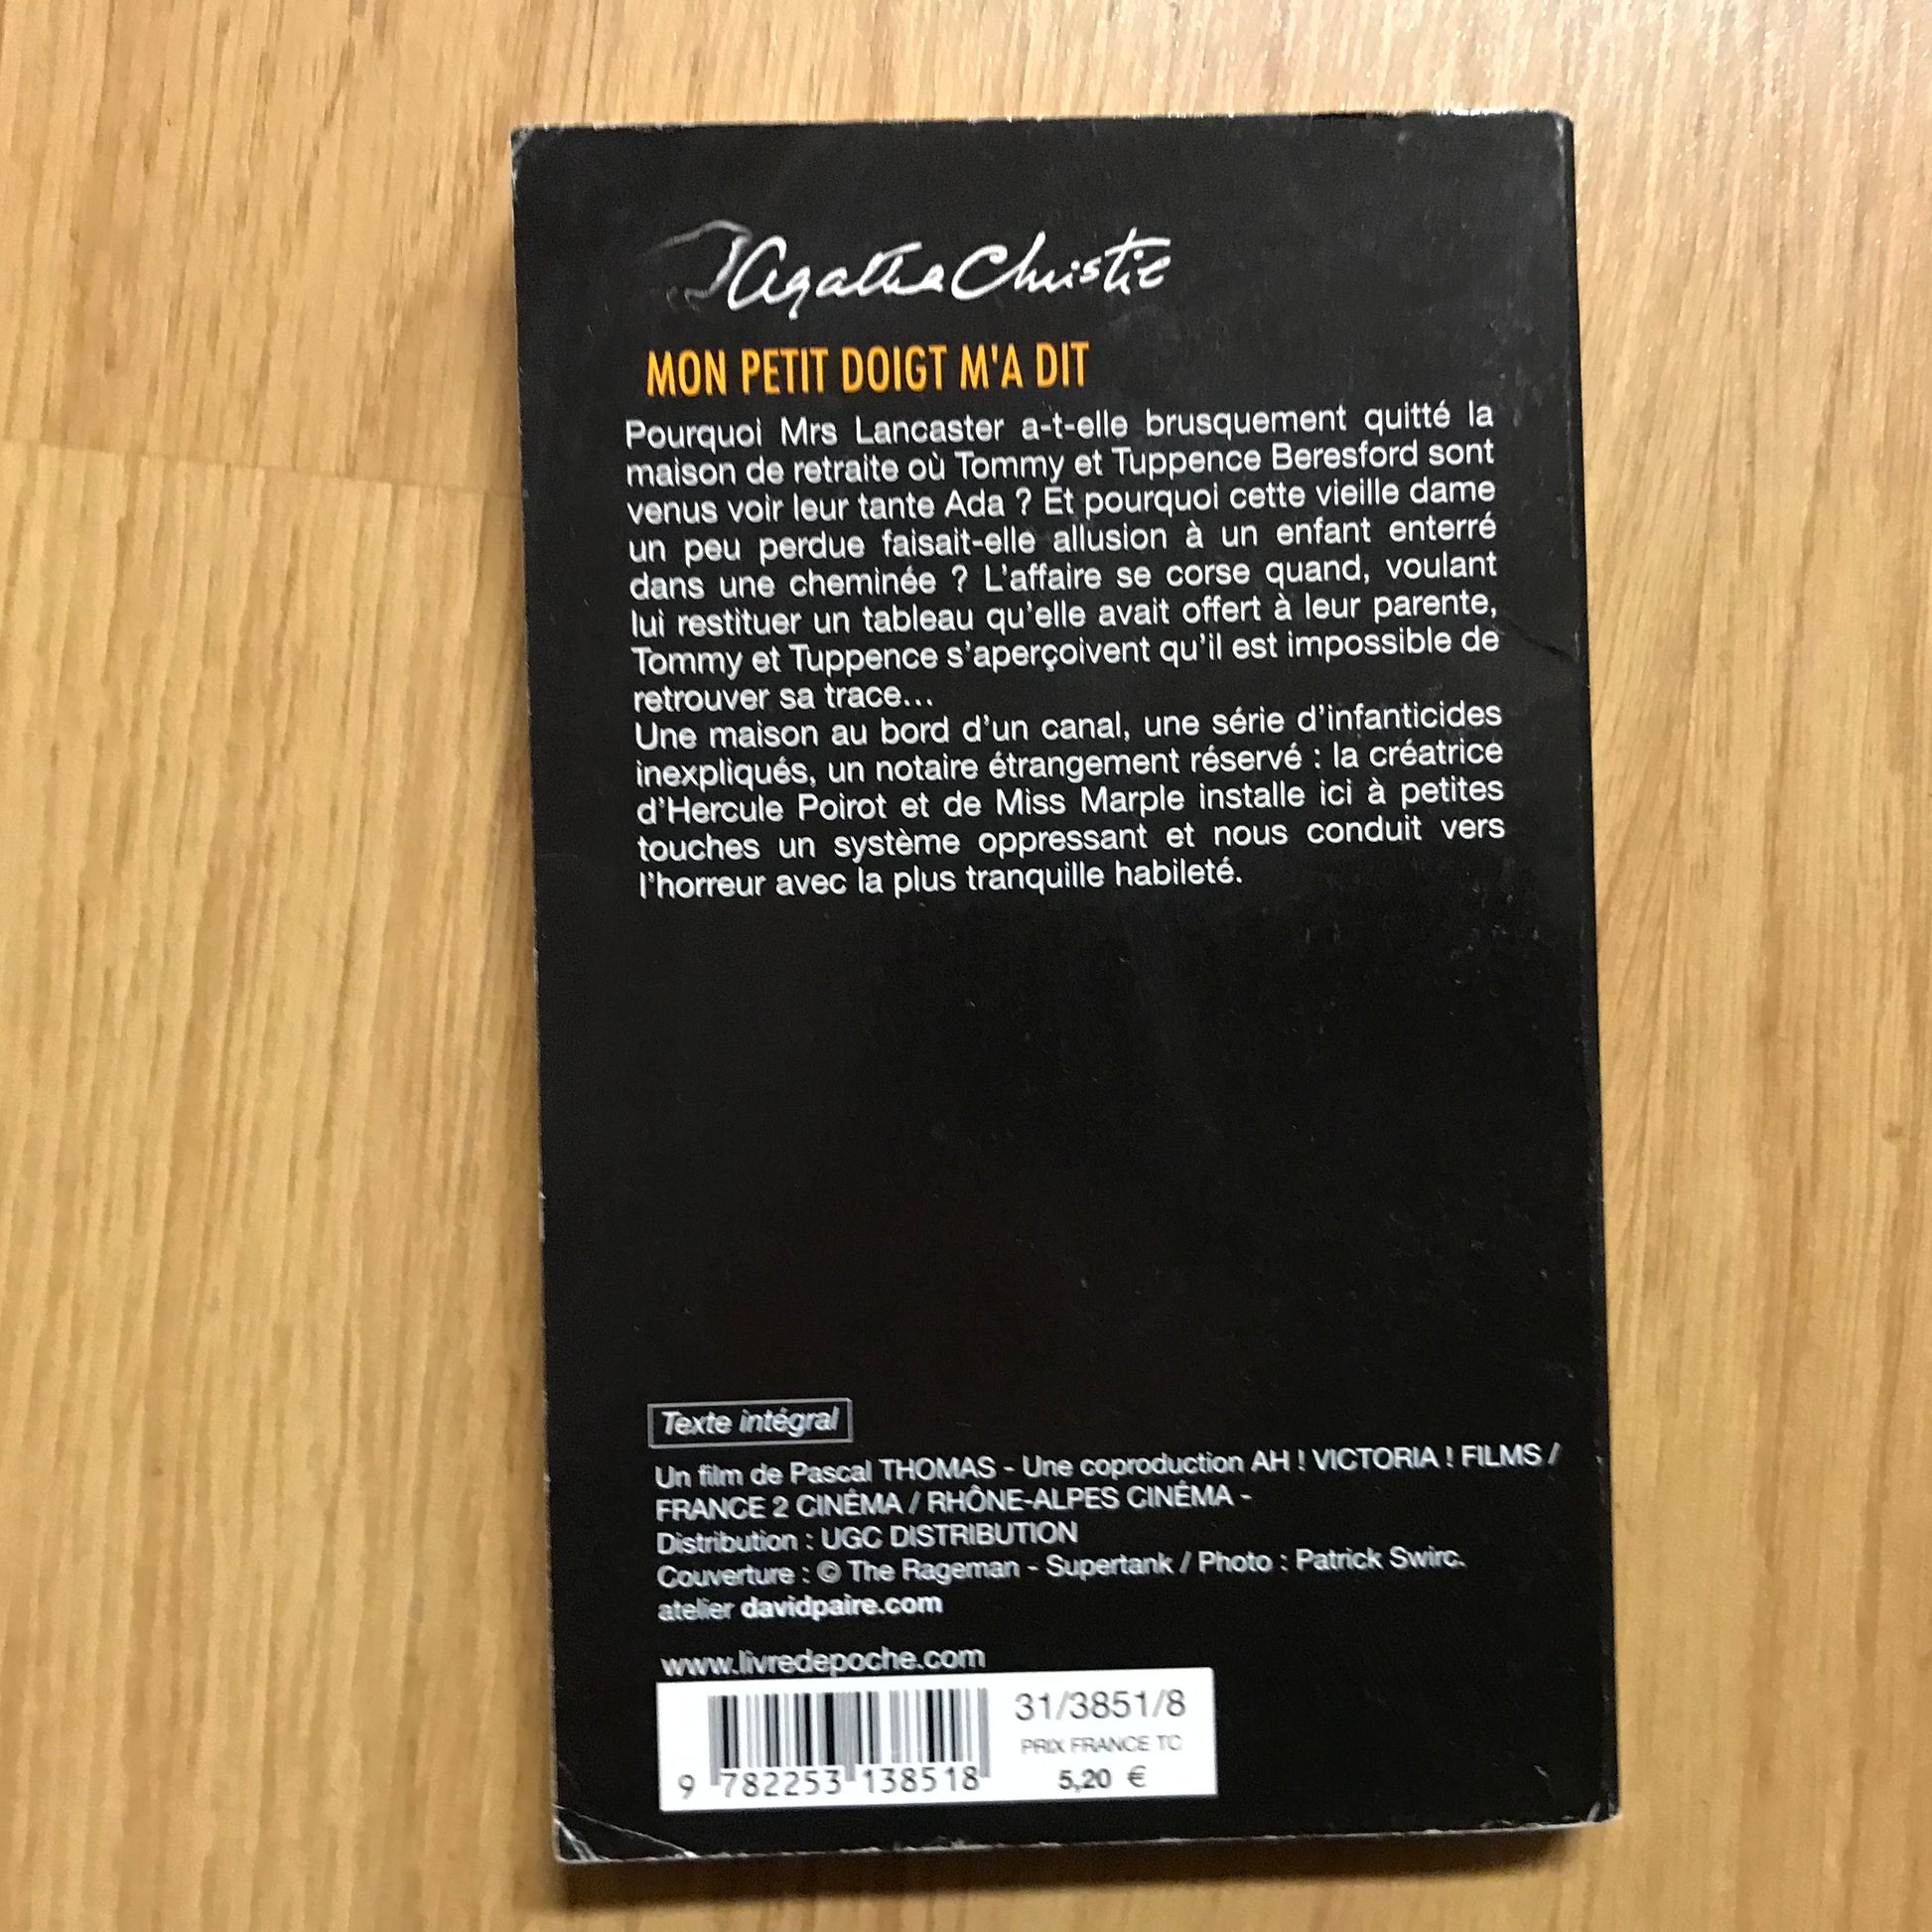 Agatha Christie
MON PETIT DOIGT M'A DIT
Pourquoi Mrs Lancaster a-t-elle brusquement quitté la
maison de retraite où Tommy et Tuppence Beresford sont
venus voir leur tante Ada ? Et pourquoi cette vieille dame
un peu perdue faisait-elle allusion à un enfant enterré
dans une cheminée ? L'affaire se corse quand, voulant
lui restituer un tableau qu'elle avait offert à leur parente,
Tommy et Tuppence s'aperçoivent qu'il est impossible de
retrouver sa trace...
Une maison au bord d'un canal, une série d'infanticides
inexpliqués, un notaire étrangement réservé : la créatrice
d'Hercule Poirot et de Miss Marple installe ici à petites
touches un système oppressant et nous conduit vers
l'horreur avec la plus tranquille habileté.
Texte intégral
Un film de Pascal THOMAS - Une coproduction AH ! VICTORIA ! FILMS /
FRANCE 2 CINÉMA / RHÔNE-ALPES CINÉMA -
Distribution : UGC DISTRIBUTION
Couverture : © The Rageman - Supertank / Photo : Patrick Swirc.
atelier davidpaire.com
www.livredepoche.com
31/3851/8
PRIX FRANCE TC
5,20 €
9 782253 138518